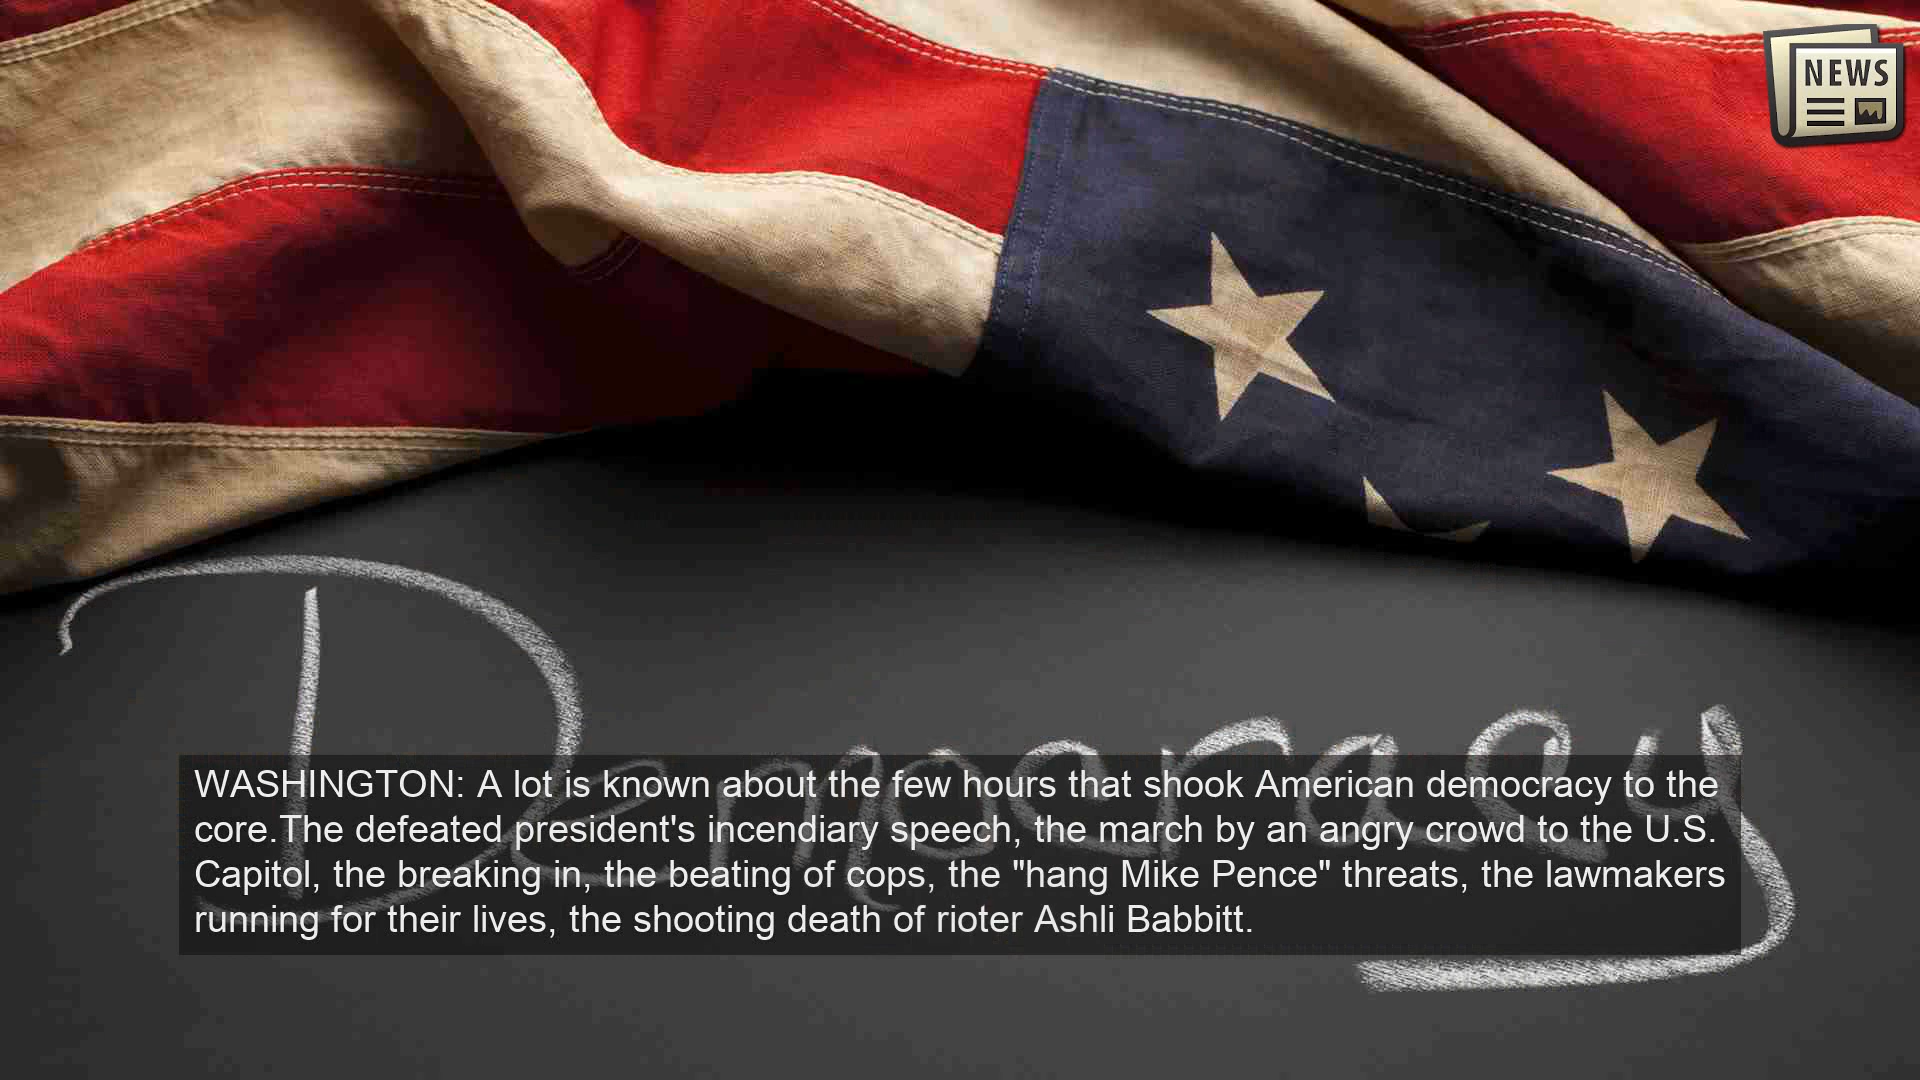 NEWS
Democracy
WASHINGTON: A lot is known about the few hours that shook American democracy to the
core.The defeated president's incendiary speech, the march by an angry crowd to the U.S.
Capitol, the breaking in, the beating of cops, the "hang Mike Pence" threats, the lawmakers
running for their lives, the shooting death of rioter Ashli Babbitt.